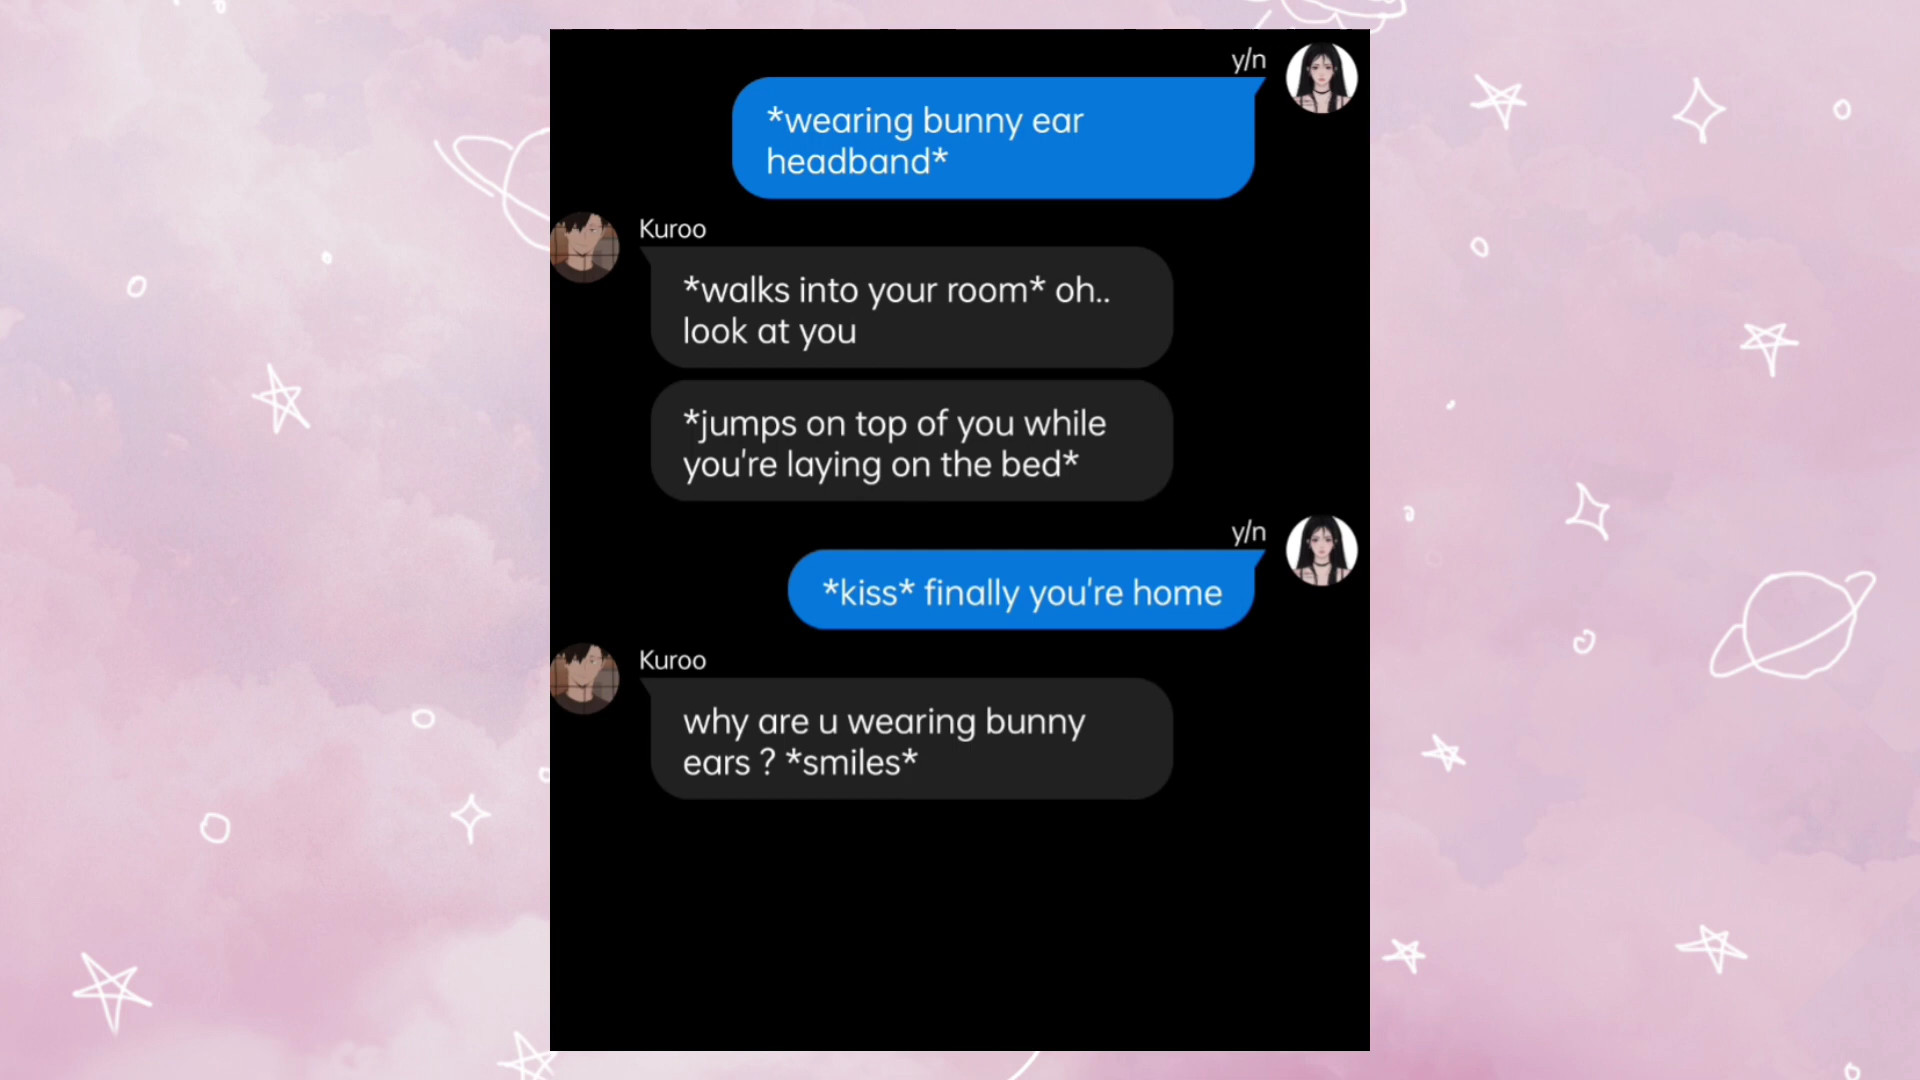 y/n
*wearing bunny ear
headband*
Kuroo
*walks into your room* oh..
look at you
*jumps on top of you while
you're laying on the bed*
y/n
*kiss* finally you're home
Kuroo
why are u wearing bunny
ears ? *smiles*